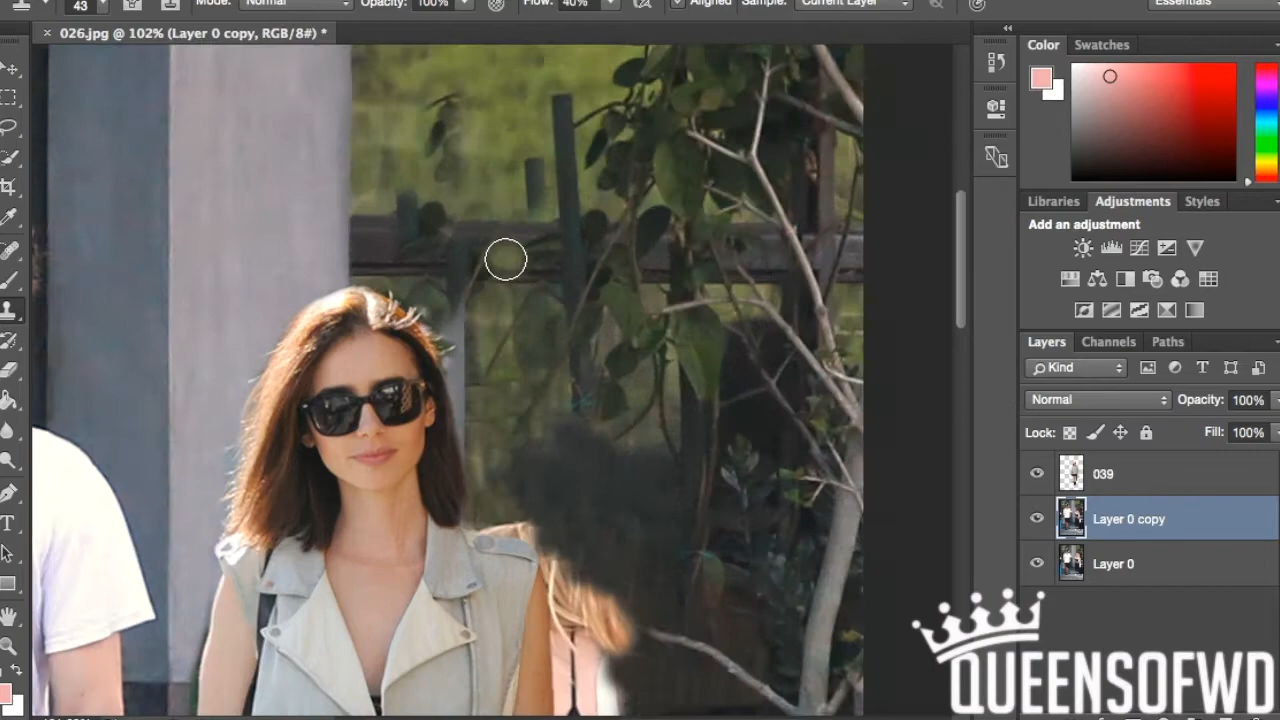 43
Mode: Normal
Opacity: 100%
Flow: 40%
Aligned
Sample: Current Layer
Essentials
× 026.jpg @ 102% (Layer 0 copy, RGB/8#) *
Color
Swatches
Libraries
Adjustments
Styles
Add an adjustment
Layers
Channels
Paths
Kind
Normal
Opacity: 100%
Lock:
Fill: 100%
039
Layer 0 copy
Layer 0
QUEENSOFWD